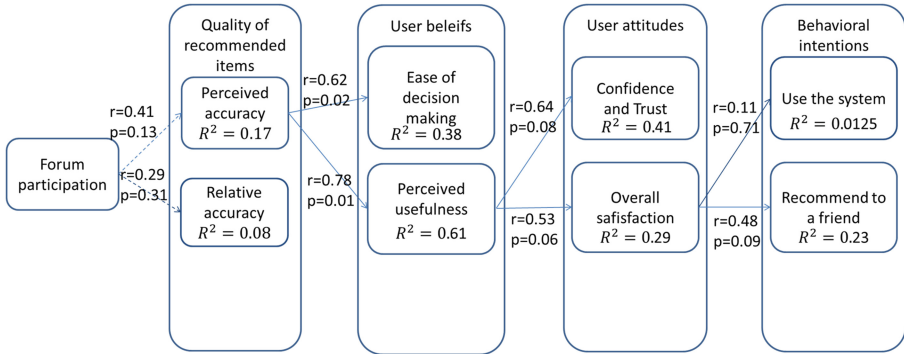 Forum
participation
r=0.41
p=0.13
r=0.29
p=0.31
Quality of
recommended
items
Perceived
accuracy
R² = 0.17
Relative
accuracy
R² = 0.08
r=0.62
p=0.02
r=0.78
p=0.01
User beleifs
Ease of
decision
making
R² = 0.38
Perceived
usefulness
R² = 0.61
r=0.64
p=0.08
r=0.53
p=0.06
User attitudes
Confidence
and Trust
R² = 0.41
Overall
safisfaction
R² = 0.29
r=0.11
p=0.71
r=0.48
p=0.09
Behavioral
intentions
Use the system
R² = 0.0125
Recommend to
a friend
R² = 0.23